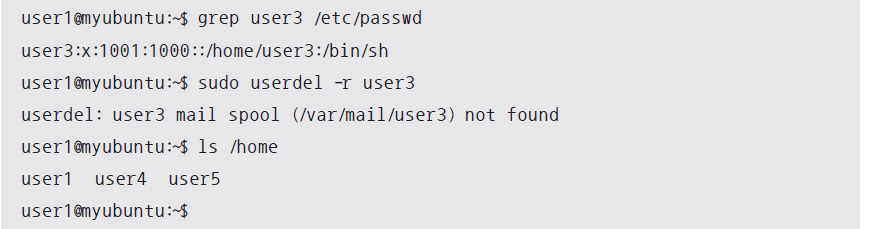 user1@myubuntu:~$ grep user3 /etc/passwd
user3:x:1001:1000::/home/user3:/bin/sh
user1@myubuntu:~$ sudo userdel -r user3
userdel: user3 mail spool (/var/mail/user3) not found
user1@myubuntu:~$ ls /home
user1  user4  user5
user1@myubuntu:~$